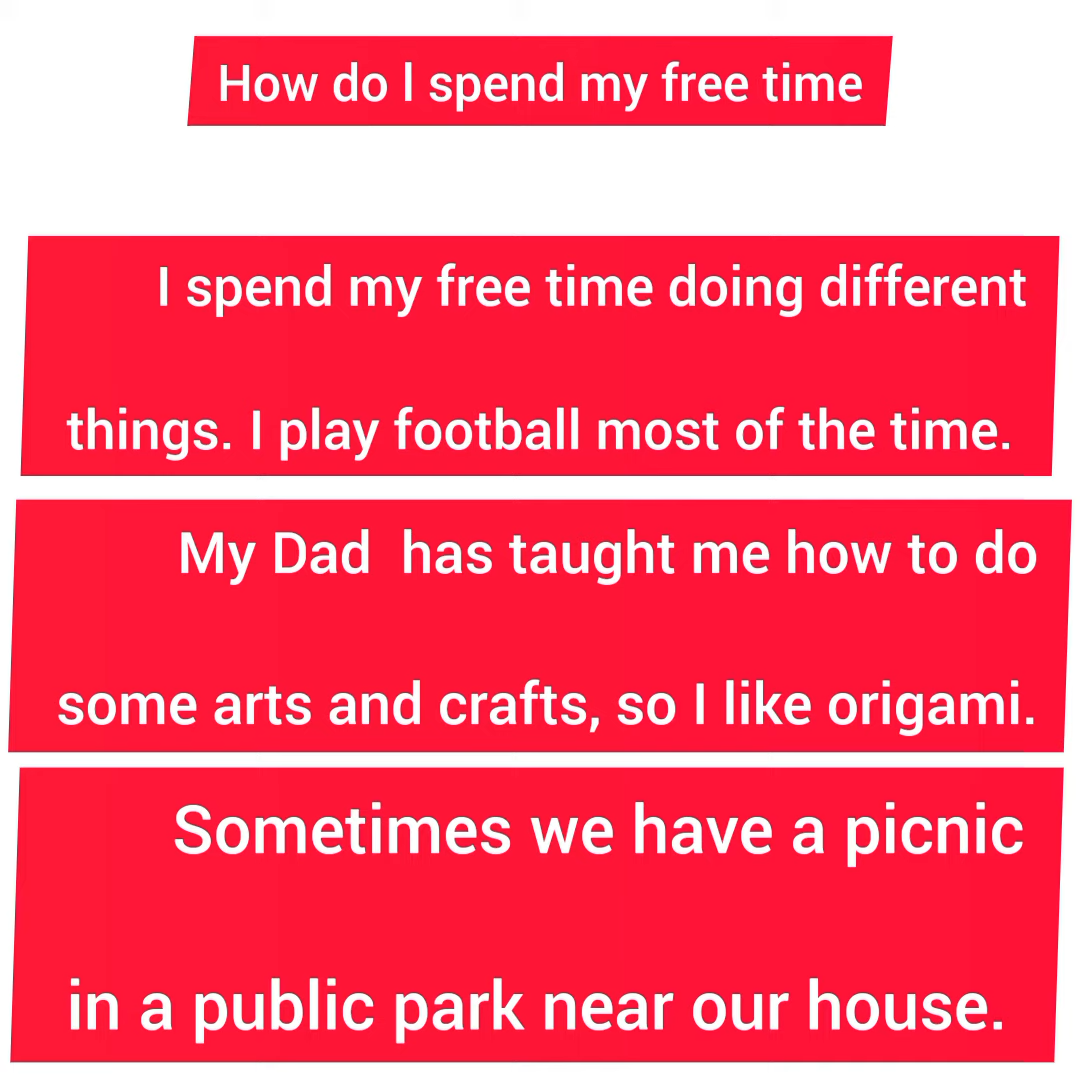 How do I spend my free time
I spend my free time doing different
things. I play football most of the time.
My Dad  has taught me how to do
some arts and crafts, so I like origami.
Sometimes we have a picnic
in a public park near our house.